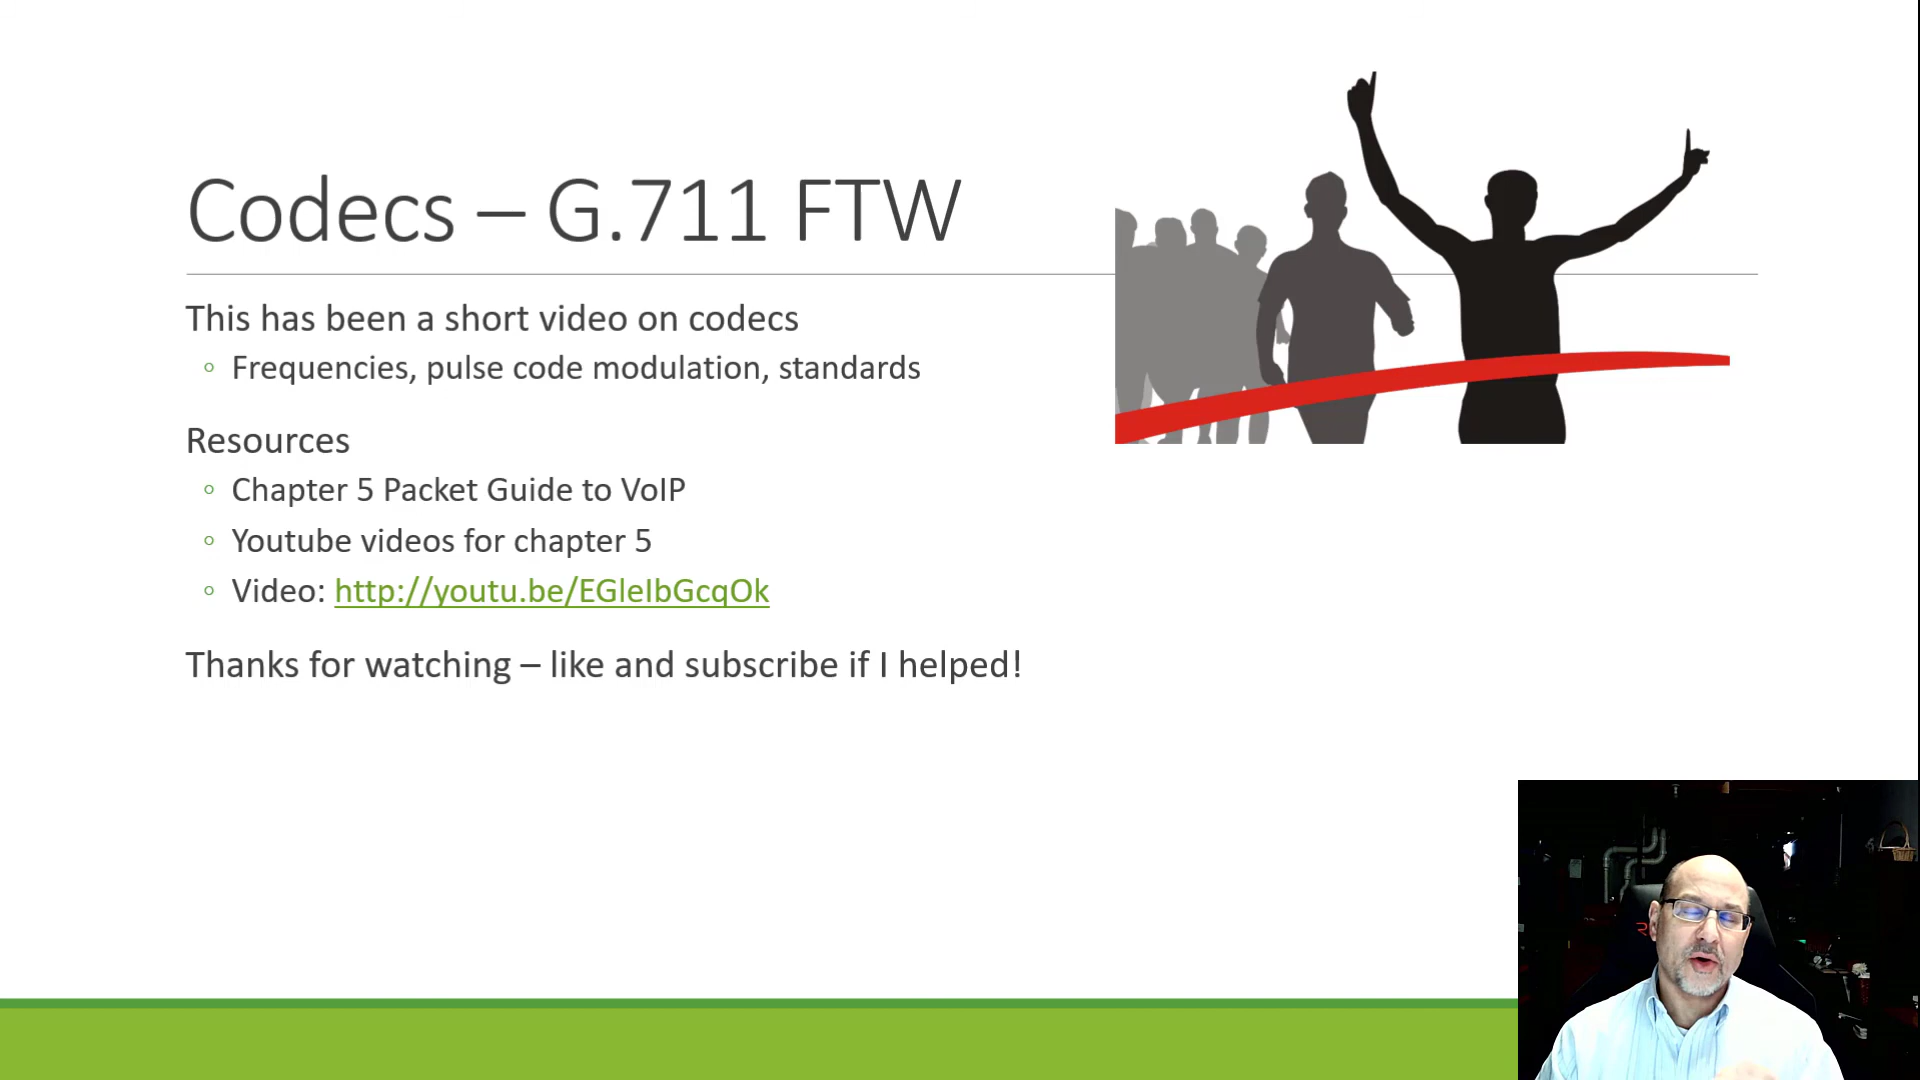 Codecs – G.711 FTW
This has been a short video on codecs
Frequencies, pulse code modulation, standards
Resources
Chapter 5 Packet Guide to VoIP
Youtube videos for chapter 5
Video: http://youtu.be/EGleIbGcqOk
Thanks for watching – like and subscribe if I helped!